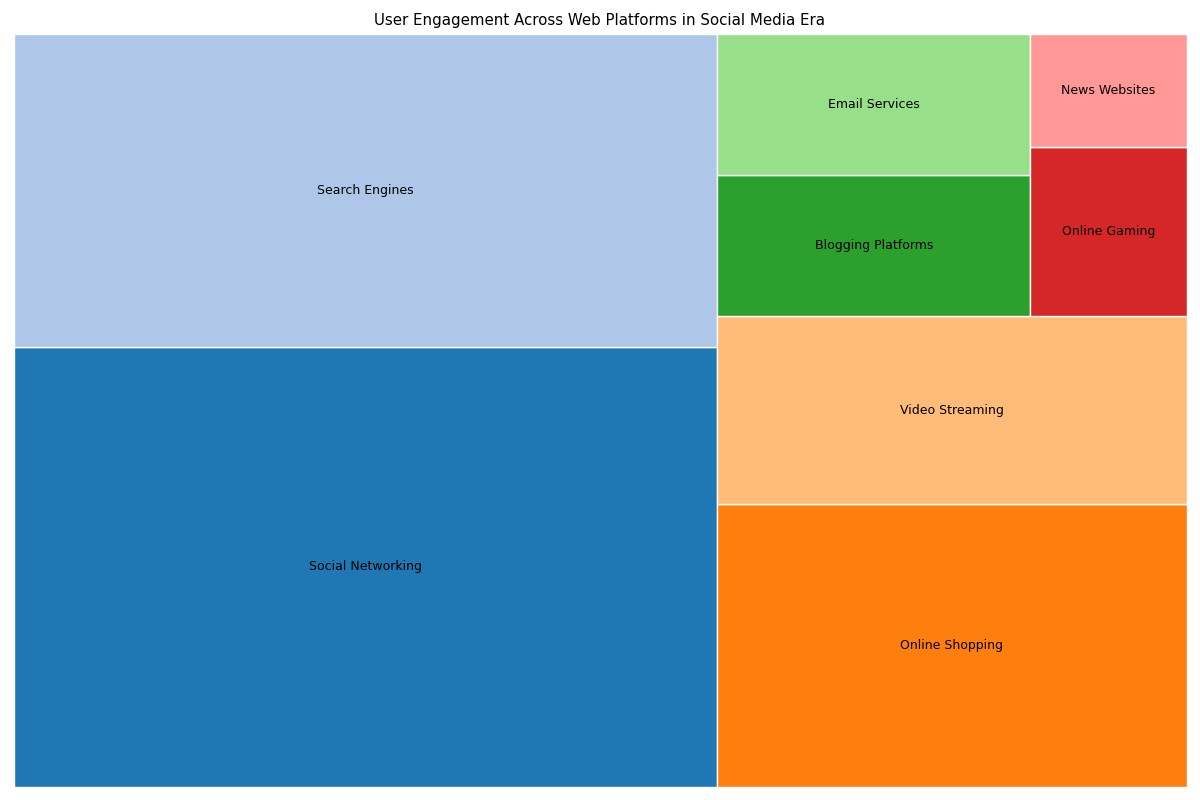 User Engagement Across Web Platforms in Social Media Era
Search Engines
Social Networking
Email Services
Blogging Platforms
News Websites
Online Gaming
Video Streaming
Online Shopping